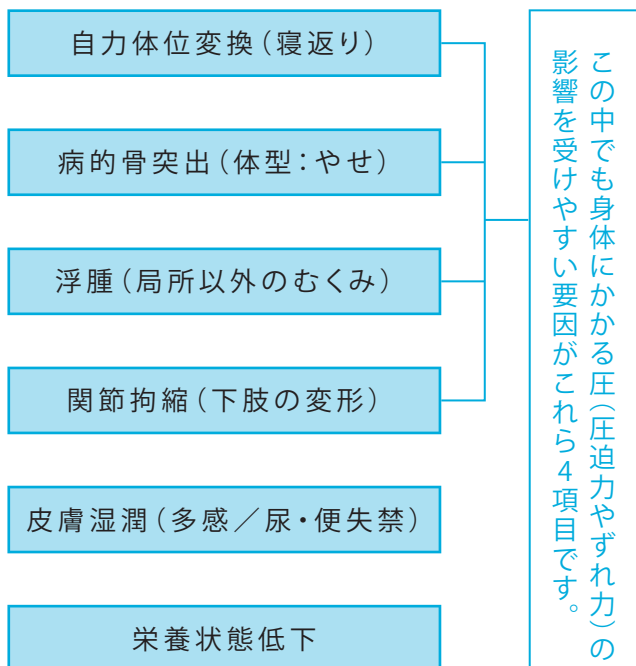 自力体位変換（寝返り）
病的骨突出（体型：やせ）
浮腫（局所以外のむくみ）
関節拘縮（下肢の変形）
皮膚湿潤（多感／尿・便失禁）
栄養状態低下
この中でも身体にかかる圧（圧迫力やずれ力）の
影響を受けやすい要因がこれら4項目です。